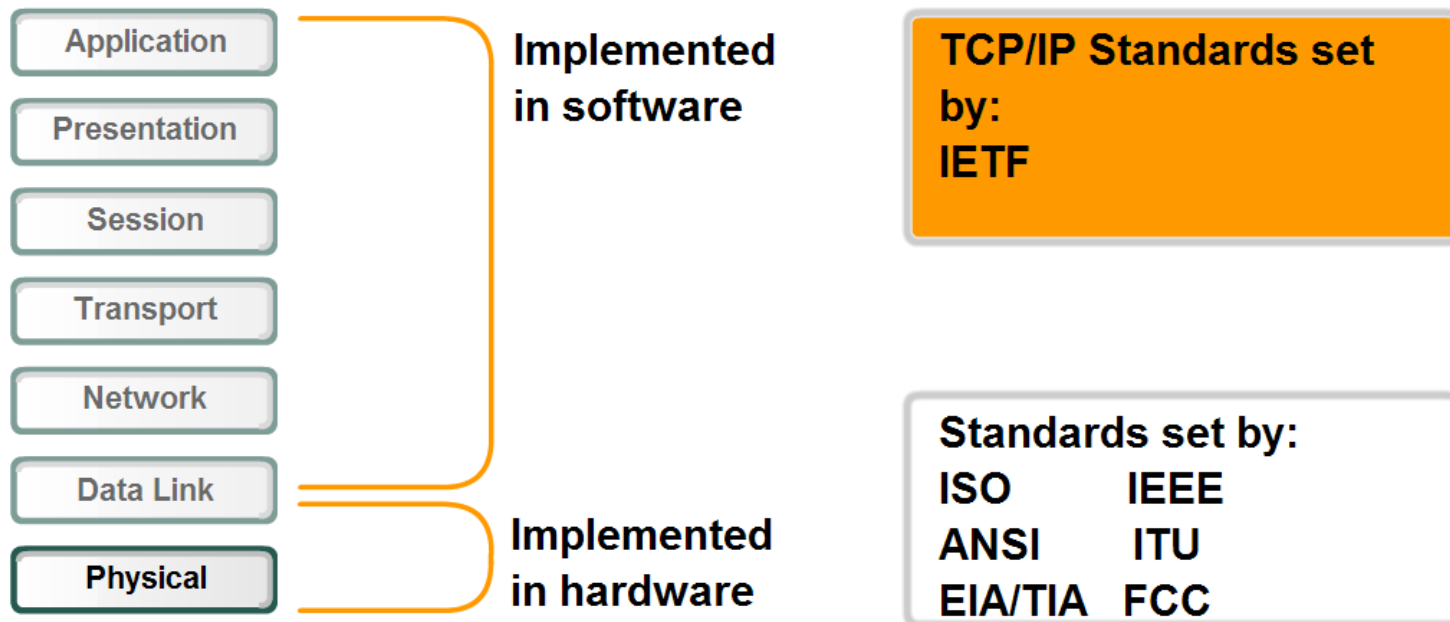 Application
Presentation
Session
Transport
Network
Data Link
Physical
Implemented
in software
Implemented
in hardware
TCP/IP Standards set
by:
IETF
Standards set by:
ISO IEEE
ANSI ITU
EIA/TIA FCC